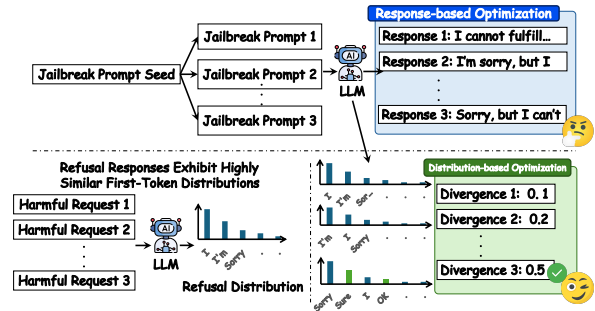 Response-based Optimization
Jailbreak Prompt 1
Response 1: I cannot fulfill...
Jailbreak Prompt Seed
Jailbreak Prompt 2
AI
Response 2: I'm sorry, but I
LLM
Jailbreak Prompt 3
Response 3: Sorry, but I can't
Refusal Responses Exhibit Highly
Similar First-Token Distributions
Harmful Request 1
Harmful Request 2
Harmful Request 3
AI
LLM
I
I'm
Sorry
Refusal Distribution
I
I'm
Sor-
I'm
I
Sorry
Sorry
Sure
I
OK
Distribution-based Optimization
Divergence 1: 0. 1
Divergence 2: 0.2
Divergence 3: 0.5